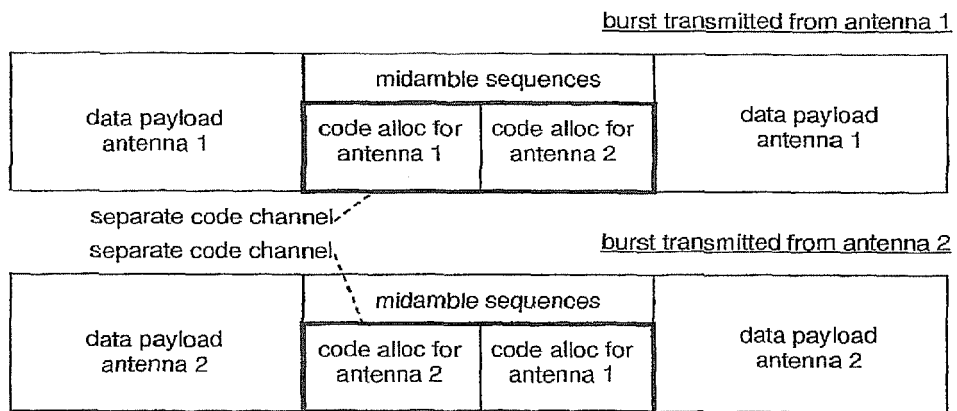 burst transmitted from antenna 1
midamble sequences
data payload
antenna 1
code alloc for
antenna 1
code alloc for
antenna 2
data payload
antenna 1
separate code channel
separate code channel
burst transmitted from antenna 2
midamble sequences
data payload
antenna 2
code alloc for
antenna 2
code alloc for
antenna 1
data payload
antenna 2